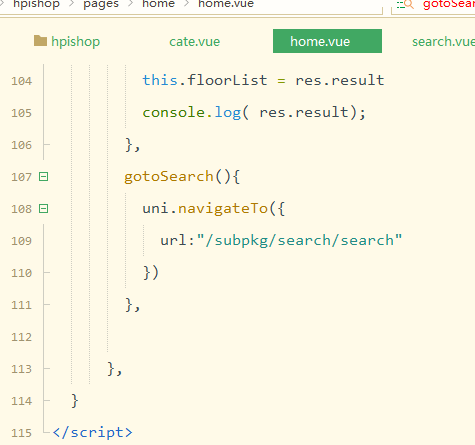 hpishop > pages > home > home.vue gotoSear
hpishop cate.vue home.vue search.vue
104 this.floorList = res.result
105 console.log( res.result);
106 },
107 gotoSearch(){
108 uni.navigateTo({
109 url:"/subpkg/search/search"
110 })
111 },
112
113 },
114 }
115 </script>